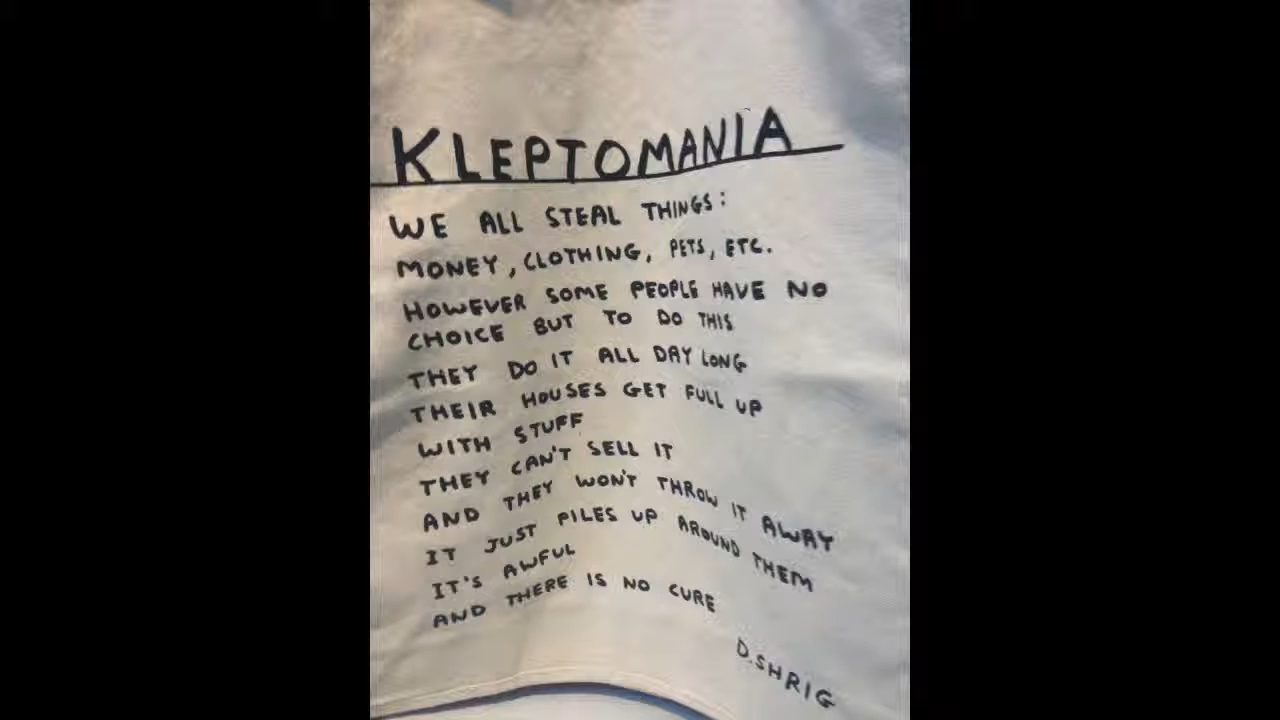 KLEPTOMANIA
WE ALL STEAL THINGS:
MONEY, CLOTHING, PETS, ETC.
HOWEVER SOME PEOPLE HAVE NO
CHOICE BUT TO DO THIS
THEY DO IT ALL DAY LONG
THEIR HOUSES GET FULL UP
WITH STUFF
THEY CAN'T SELL IT
AND THEY WON'T THROW IT AWAY
IT JUST PILES UP AROUND THEM
IT'S AWFUL
AND THERE IS NO CURE
D.SHRIG